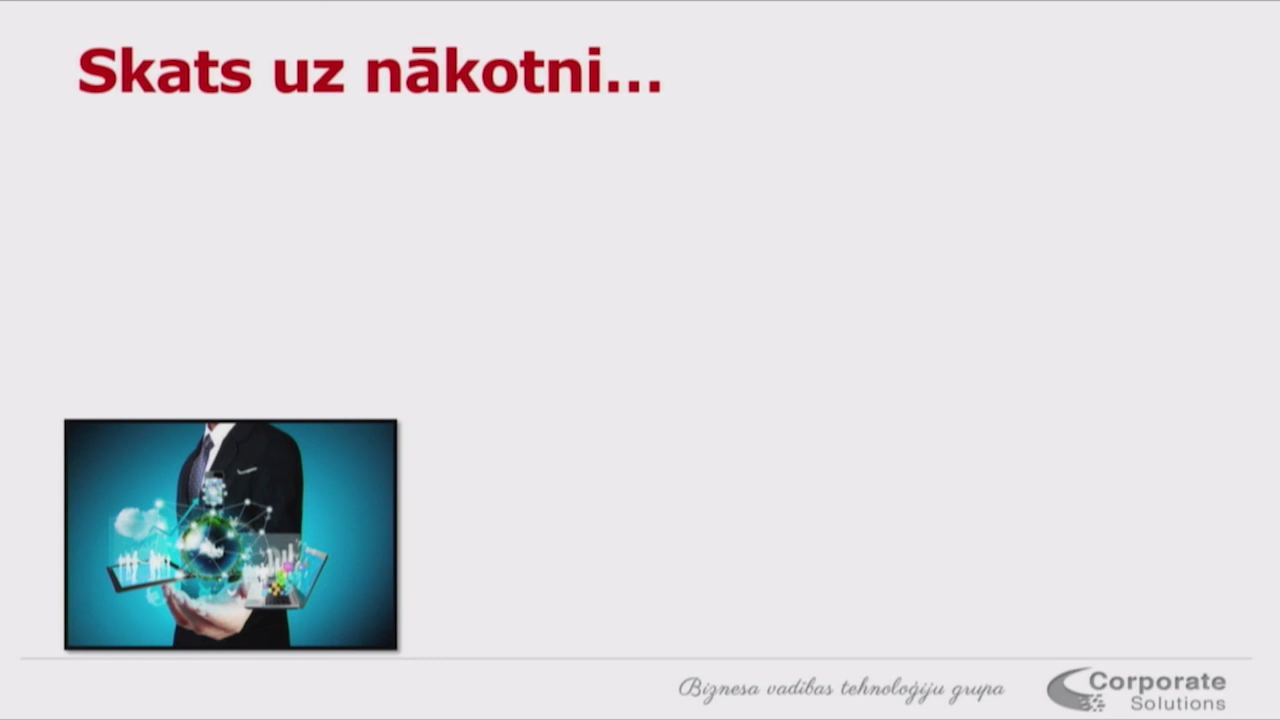 Skats uz nākotni...
Biznesa vadības tehnoloģiju grupa
Corporate
Solutions